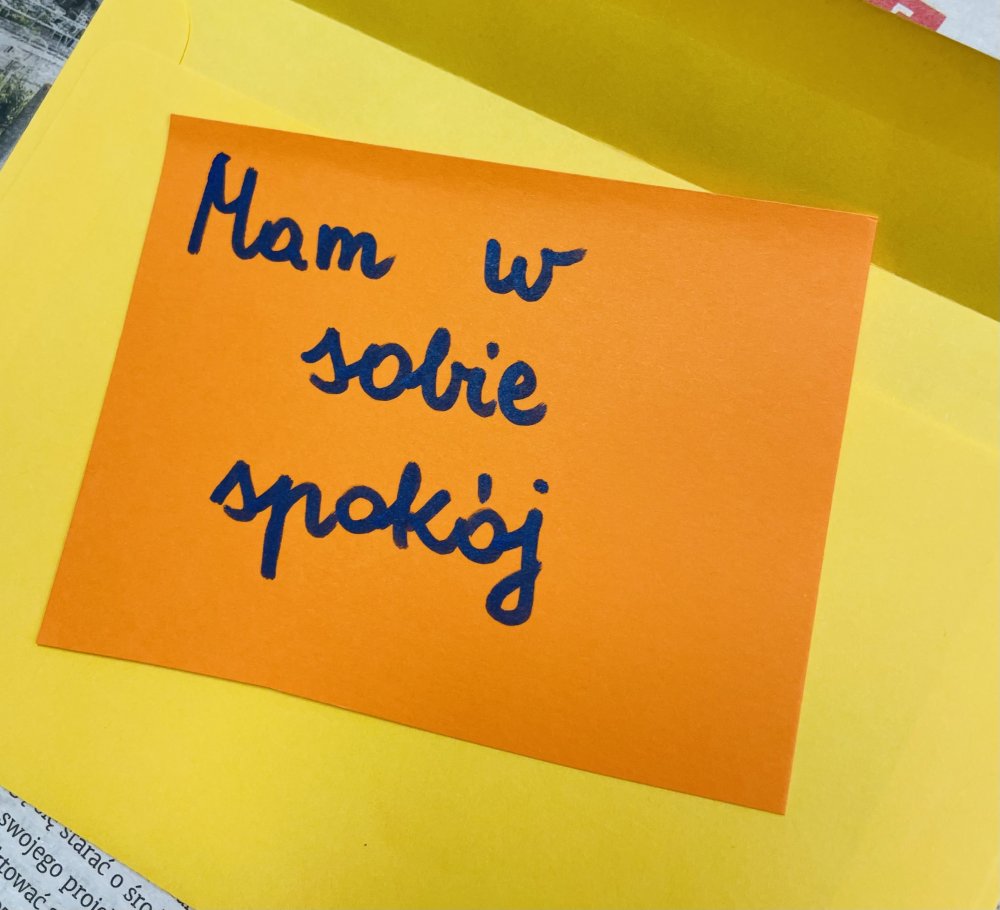 Mam w
sobie
spokój
starać o
swojego